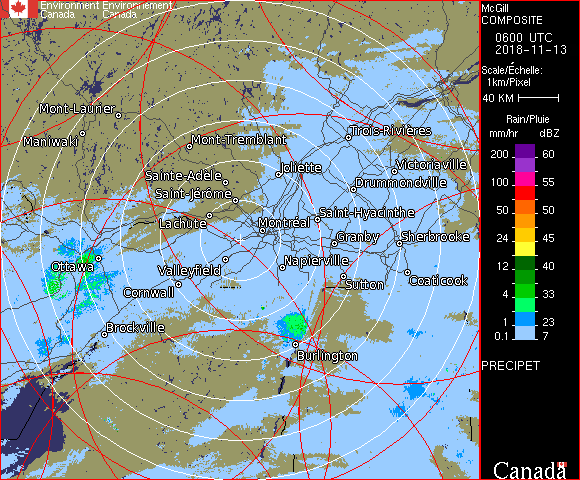 Environment Environnement
Canada Canada
McGill
COMPOSITE
0600 UTC
2018-11-13
Scale/Échelle:
1km/Pixel
40 KM
Rain/Pluie
mm/hr dBZ
200 60
100 55
50 50
24 45
12 40
4 33
1 23
0.1 7
PRECIPET
Canada
Mont-Laurier
Maniwaki
Mont-Tremblant
Trois-Rivières
Sainte-Adèle
Joliette
Victoriaville
Saint-Jérôme
Drummondville
Lachute
Montréal
Saint-Hyacinthe
Granby
Sherbrooke
Ottawa
Valleyfield
Napierville
Cornwall
Sutton
Coaticook
Brockville
Burlington